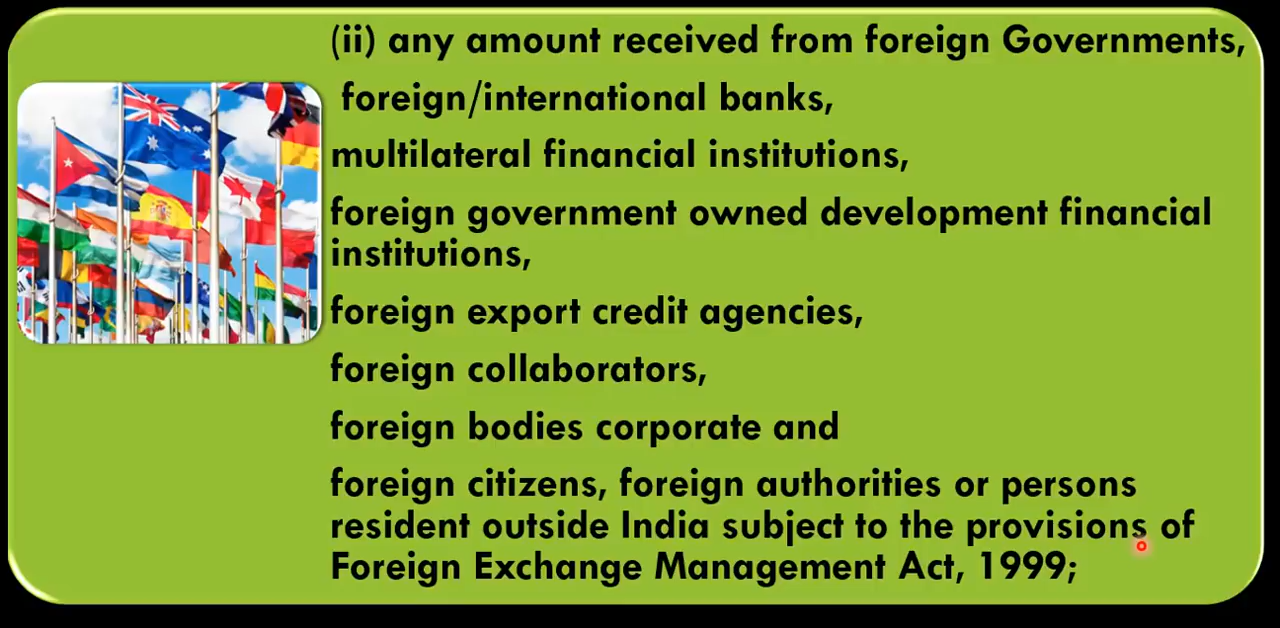 (ii) any amount received from foreign Governments,
foreign/international banks,
multilateral financial institutions,
foreign government owned development financial
institutions,
foreign export credit agencies,
foreign collaborators,
foreign bodies corporate and
foreign citizens, foreign authorities or persons
resident outside India subject to the provisions of
Foreign Exchange Management Act, 1999;